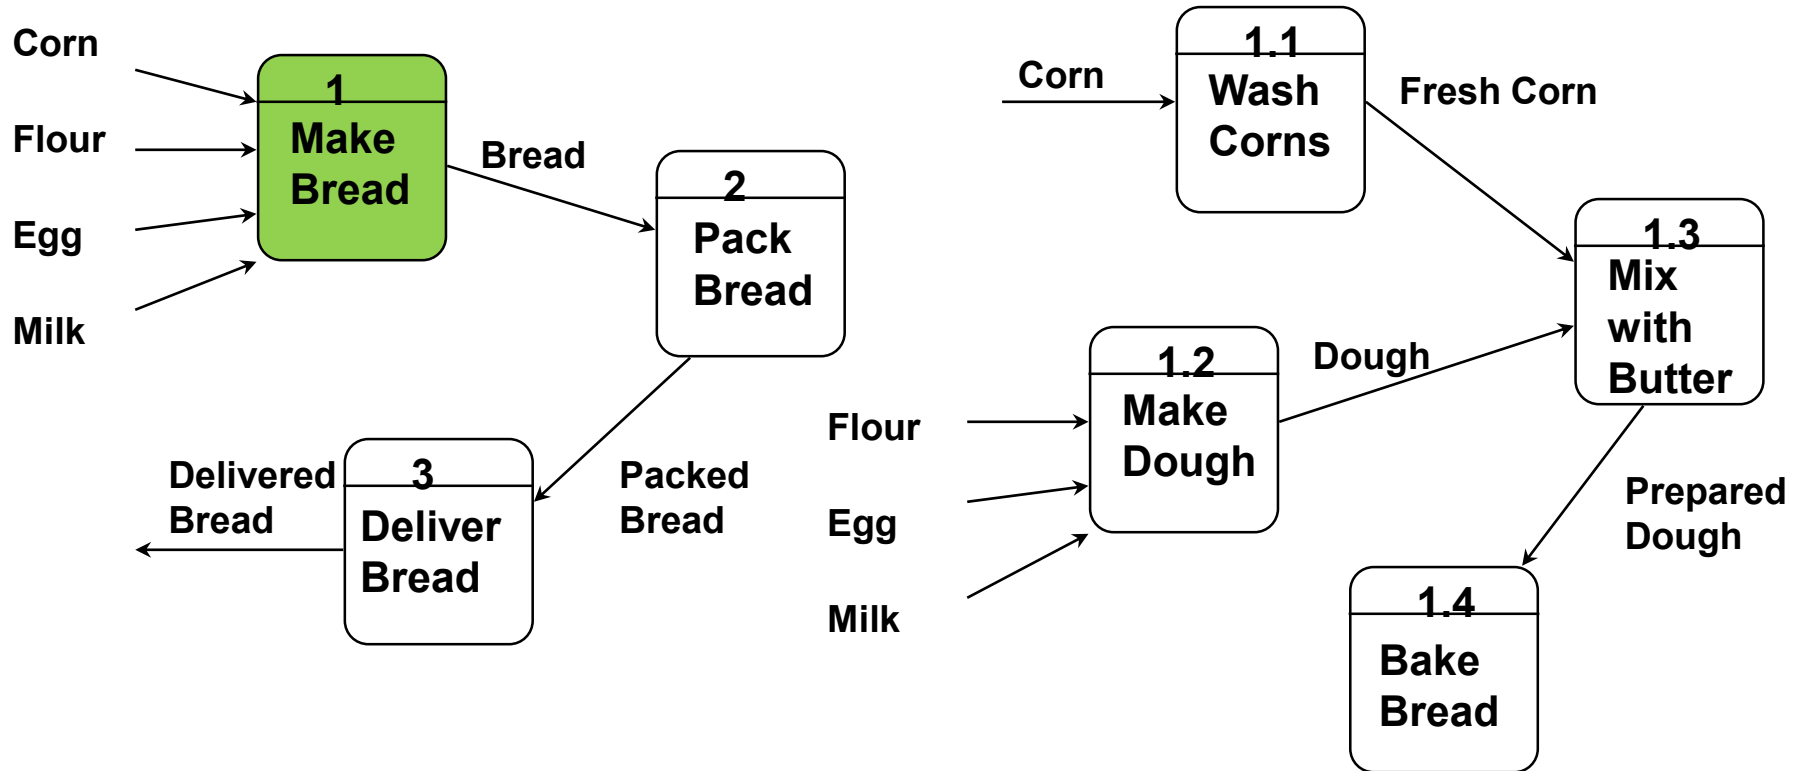 Corn
Flour
Egg
Milk
1
Make
Bread
Bread
2
Pack
Bread
Packed
Bread
3
Deliver
Bread
Delivered
Bread
Corn
1.1
Wash
Corns
Fresh Corn
Flour
Egg
Milk
1.2
Make
Dough
Dough
1.3
Mix
with
Butter
Prepared
Dough
1.4
Bake
Bread